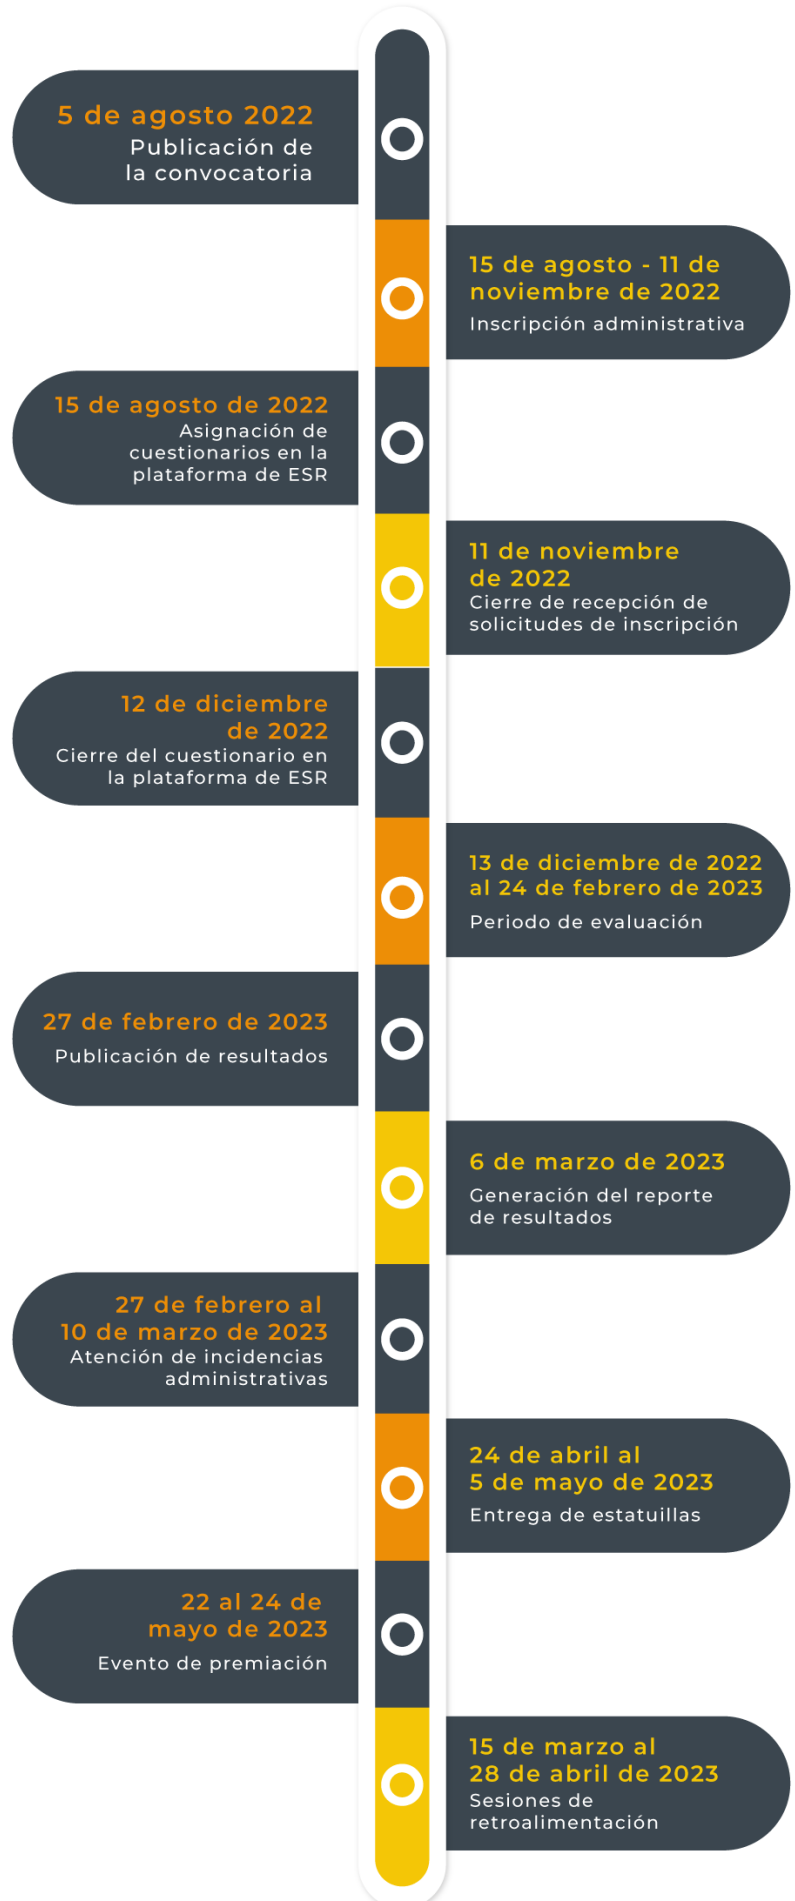 5 de agosto 2022
Publicación de
la convocatoria
15 de agosto - 11 de
noviembre de 2022
Inscripción administrativa
15 de agosto de 2022
Asignación de
cuestionarios en la
plataforma de ESR
11 de noviembre
de 2022
Cierre de recepción de
solicitudes de inscripción
12 de diciembre
de 2022
Cierre del cuestionario en
la plataforma de ESR
13 de diciembre de 2022
al 24 de febrero de 2023
Periodo de evaluación
27 de febrero de 2023
Publicación de resultados
6 de marzo de 2023
Generación del reporte
de resultados
27 de febrero al
10 de marzo de 2023
Atención de incidencias
administrativas
24 de abril al
5 de mayo de 2023
Entrega de estatuillas
22 al 24 de
mayo de 2023
Evento de premiación
15 de marzo al
28 de abril de 2023
Sesiones de
retroalimentación